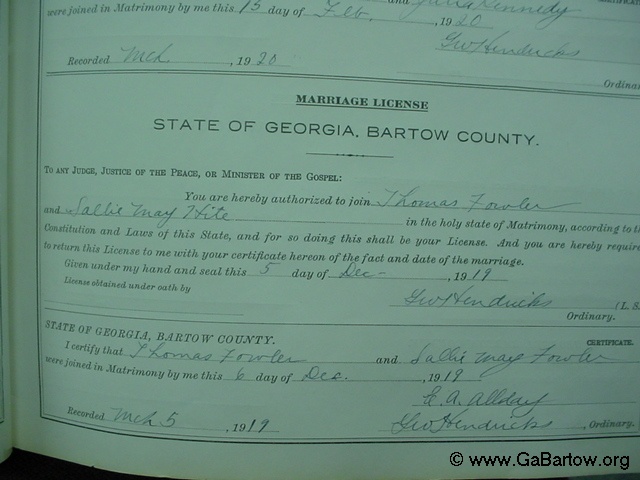 were joined in Matrimony by me this 15 day of Feb. , 1920
Geo Hendricks
Recorded Mch. , 1920
Ordinar
MARRIAGE LICENSE
STATE OF GEORGIA, BARTOW COUNTY.
TO ANY JUDGE, JUSTICE OF THE PEACE, OR MINISTER OF THE GOSPEL:
You are hereby authorized to join Thomas Fowler
and Sallie May Hite in the holy state of Matrimony, according to th
Constitution and Laws of this State, and for so doing this shall be your License. And you are hereby require
to return this License to me with your certificate hereon of the fact and date of the marriage.
Given under my hand and seal this 5 day of Dec- , 1919
License obtained under oath by
Geo Hendricks (L. S.
Ordinary.
STATE OF GEORGIA, BARTOW COUNTY. CERTIFICATE.
I certify that Thomas Fowler and Sallie May Fowler
were joined in Matrimony by me this 6 day of Dec. , 1919
E. A. Allday
Recorded Mch 5 , 1919 Geo Hendricks , Ordinary.
© www.GaBartow.org